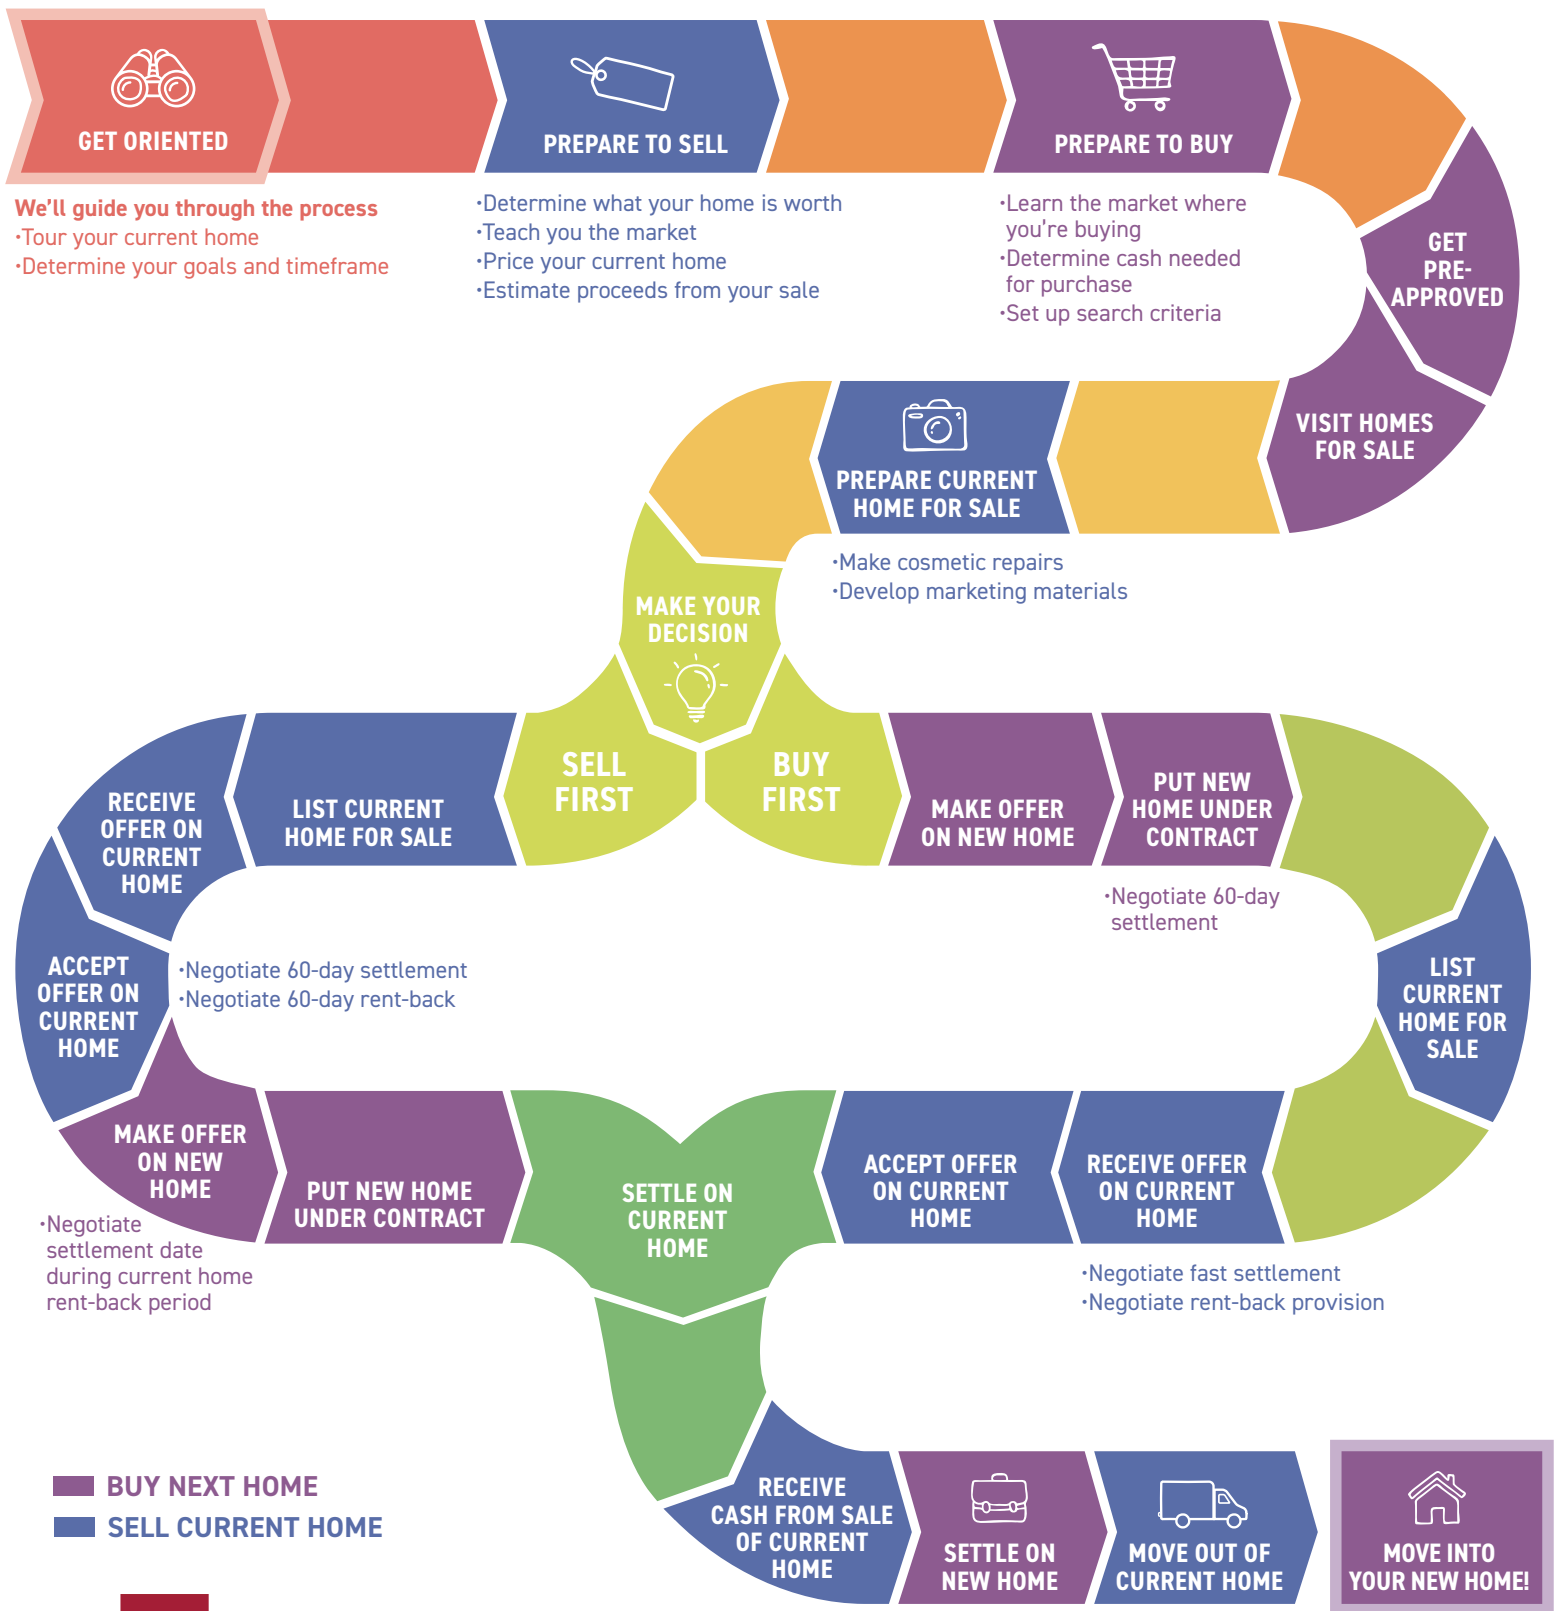 GET ORIENTED
We'll guide you through the process
·Tour your current home
·Determine your goals and timeframe
PREPARE TO SELL
·Determine what your home is worth
·Teach you the market
·Price your current home
·Estimate proceeds from your sale
PREPARE TO BUY
·Learn the market where
you're buying
·Determine cash needed
for purchase
·Set up search criteria
GET
PRE-
APPROVED
VISIT HOMES
FOR SALE
PREPARE CURRENT
HOME FOR SALE
·Make cosmetic repairs
·Develop marketing materials
MAKE YOUR
DECISION
SELL
FIRST
LIST CURRENT
HOME FOR SALE
RECEIVE
OFFER ON
CURRENT
HOME
ACCEPT
OFFER ON
CURRENT
HOME
·Negotiate 60-day settlement
·Negotiate 60-day rent-back
MAKE OFFER
ON NEW
HOME
·Negotiate
settlement date
during current home
rent-back period
PUT NEW HOME
UNDER CONTRACT
BUY
FIRST
MAKE OFFER
ON NEW HOME
PUT NEW
HOME UNDER
CONTRACT
·Negotiate 60-day
settlement
LIST
CURRENT
HOME FOR
SALE
RECEIVE OFFER
ON CURRENT
HOME
·Negotiate fast settlement
·Negotiate rent-back provision
ACCEPT OFFER
ON CURRENT
HOME
SETTLE ON
CURRENT
HOME
RECEIVE
CASH FROM SALE
OF CURRENT
HOME
SETTLE ON
NEW HOME
MOVE OUT OF
CURRENT HOME
MOVE INTO
YOUR NEW HOME!
BUY NEXT HOME
SELL CURRENT HOME